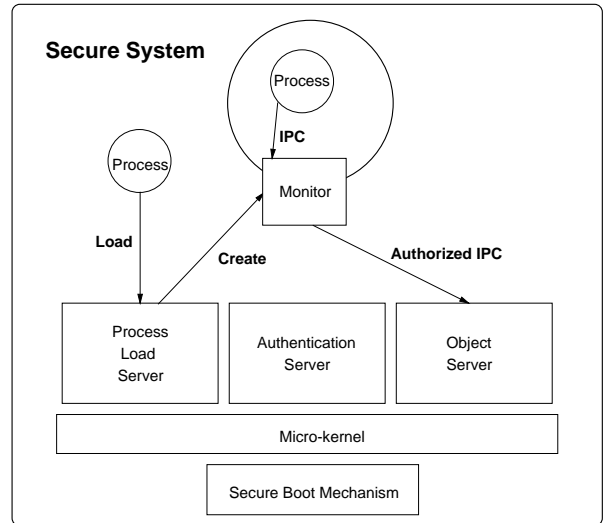 Secure System
Process
IPC
Process
Monitor
Load
Create
Authorized IPC
Process
Load
Server
Authentication
Server
Object
Server
Micro-kernel
Secure Boot Mechanism